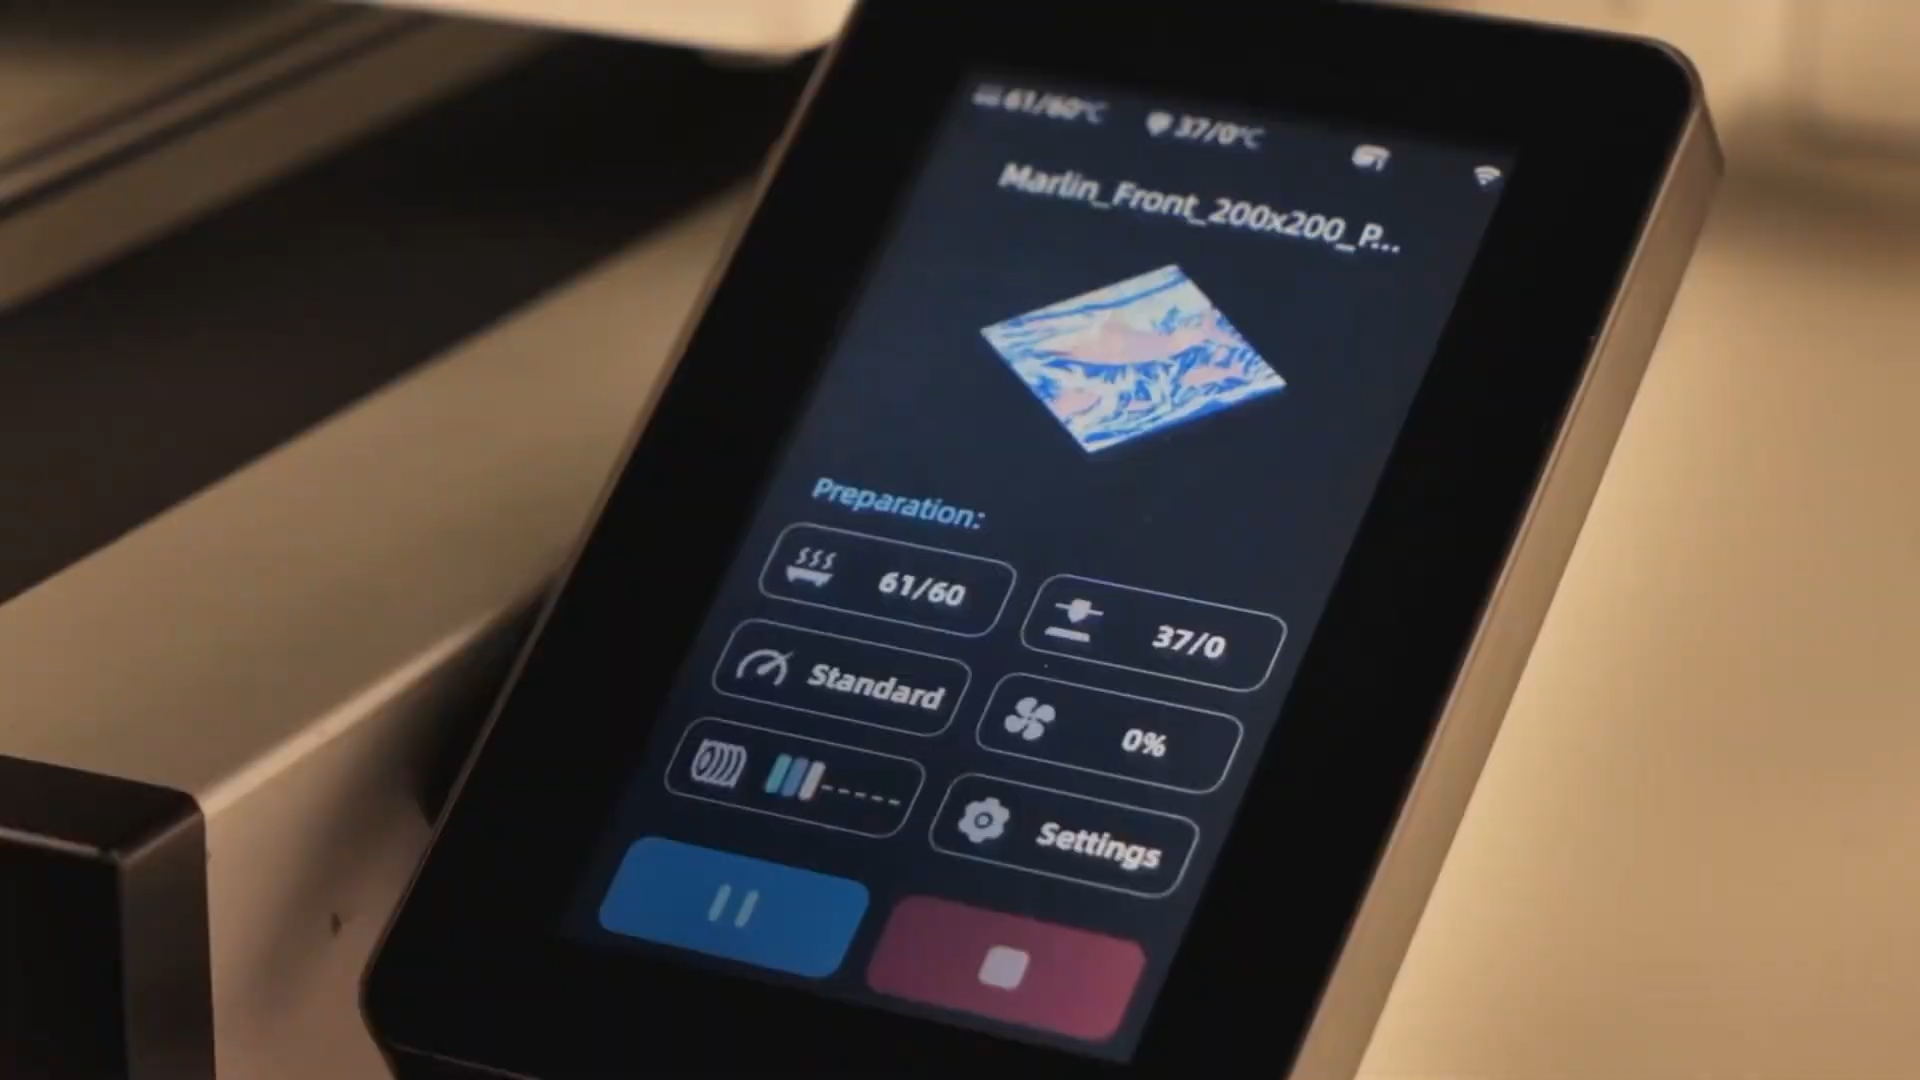 61/60°C 37/0°C
Marlin_Front_200x200_P...
Preparation:
61/60 37/0
Standard 0%
Settings